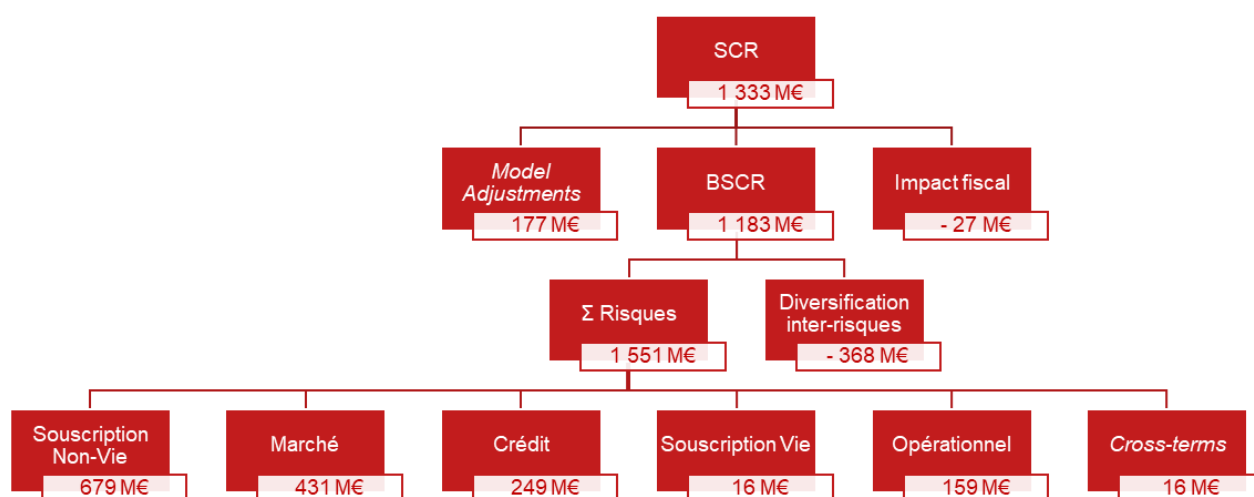 SCR
1 333 M€
Model
Adjustments
177 M€
BSCR
1 183 M€
Impact fiscal
- 27 M€
Σ Risques
1 551 M€
Diversification
inter-risques
- 368 M€
Souscription
Non-Vie
679 M€
Marché
431 M€
Crédit
249 M€
Souscription Vie
16 M€
Opérationnel
159 M€
Cross-terms
16 M€